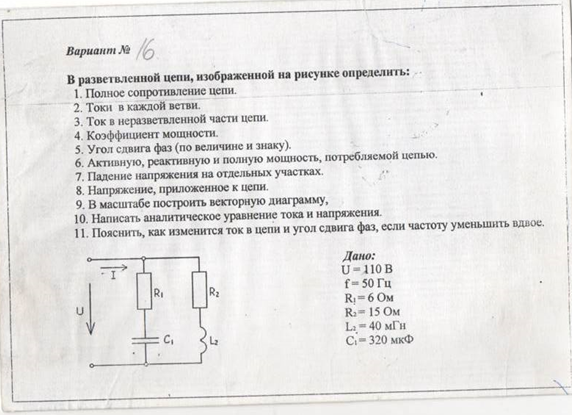 Вариант № 16
В разветвленной цепи, изображенной на рисунке определить:
1. Полное сопротивление цепи.
2. Токи в каждой ветви.
3. Ток в неразветвленной части цепи.
4. Коэффициент мощности.
5. Угол сдвига фаз (по величине и знаку).
6. Активную, реактивную и полную мощность, потребляемой цепью.
7. Падение напряжения на отдельных участках.
8. Напряжение, приложенное к цепи.
9. В масштабе построить векторную диаграмму,
10. Написать аналитическое уравнение тока и напряжения.
11. Пояснить, как изменится ток в цепи и угол сдвига фаз, если частоту уменьшить вдвое.
I
U
R₁
C₁
R₂
L₂
Дано:
U = 110 В
f = 50 Гц
R₁ = 6 Ом
R₂ = 15 Ом
L₂ = 40 мГн
C₁ = 320 мкФ